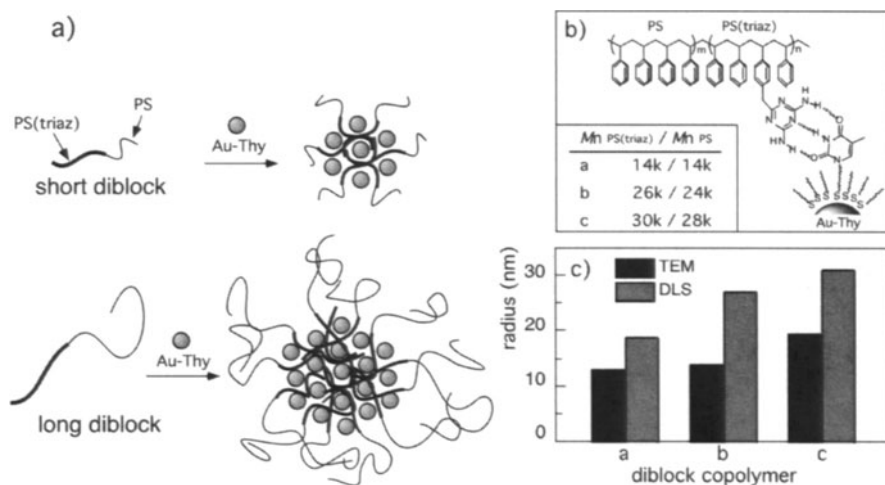 a)
PS
PS(triaz)
Au-Thy
short diblock
Au-Thy
long diblock
b)
PS
PS(triaz)
m
n
H
N-H
O
N
N
N
H
N
N-H
O
N
H
S S S S S S S
Au-Thy
Mn PS(triaz) / Mn PS
a 14k / 14k
b 26k / 24k
c 30k / 28k
c)
TEM
DLS
radius (nm)
30
20
10
0
a b c
diblock copolymer